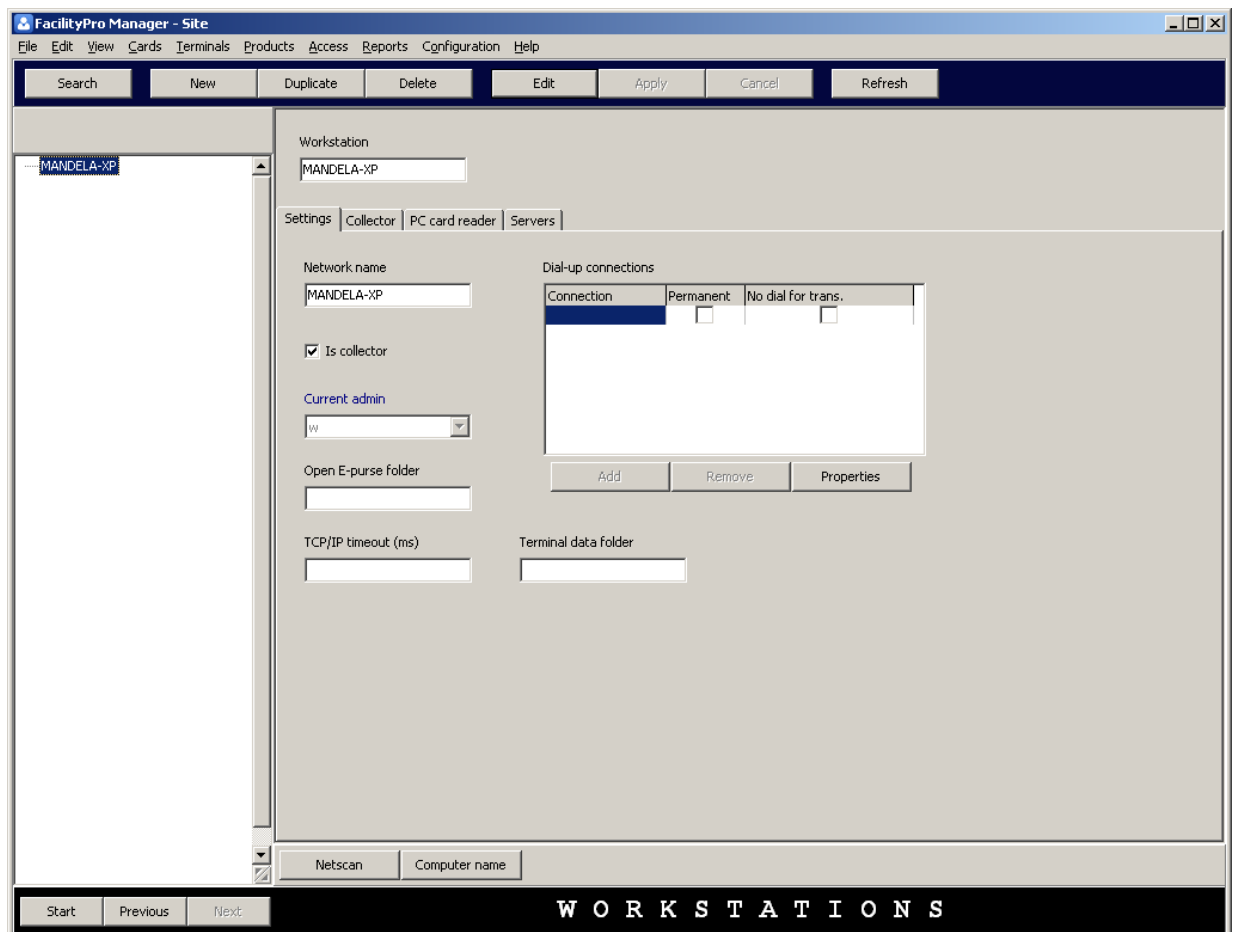 FacilityPro Manager - Site
File Edit View Cards Terminals Products Access Reports Configuration Help
Search New Duplicate Delete Edit Apply Cancel Refresh
MANDELA-XP
Workstation
MANDELA-XP
Settings Collector PC card reader Servers
Network name
MANDELA-XP
Is collector
Current admin
w
Open E-purse folder
TCP/IP timeout (ms)
Dial-up connections
Connection Permanent No dial for trans.
Add Remove Properties
Terminal data folder
Netscan Computer name
Start Previous Next
WORKSTATIONS